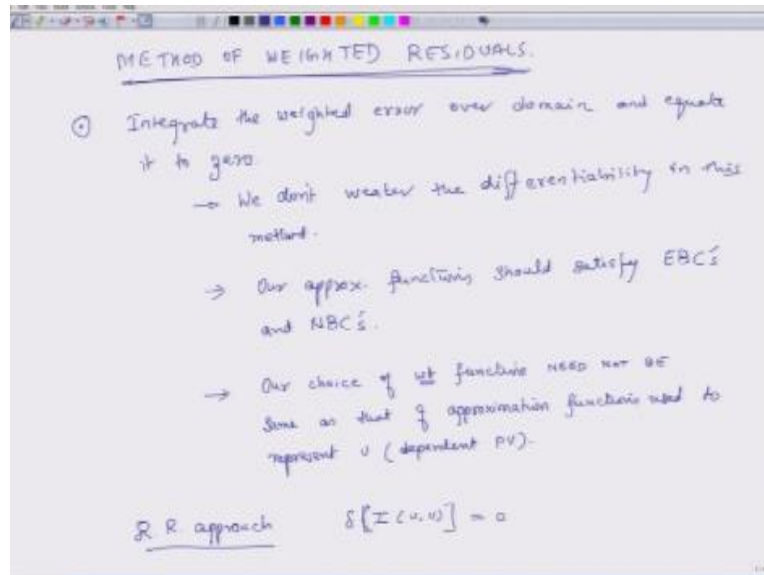 METHOD OF WEIGHTED RESIDUALS.
⊙ Integrate the weighted error over domain and equate
it to zero.
→ We don't weaken the differentiability in this
method.
→ Our approx. functions should satisfy EBC's
and NBC's.
→ Our choice of wt functions NEED NOT BE
Same as that of approximation functions used to
represent u (dependent PV).
R.R. approach δ[I(u,u)] = 0